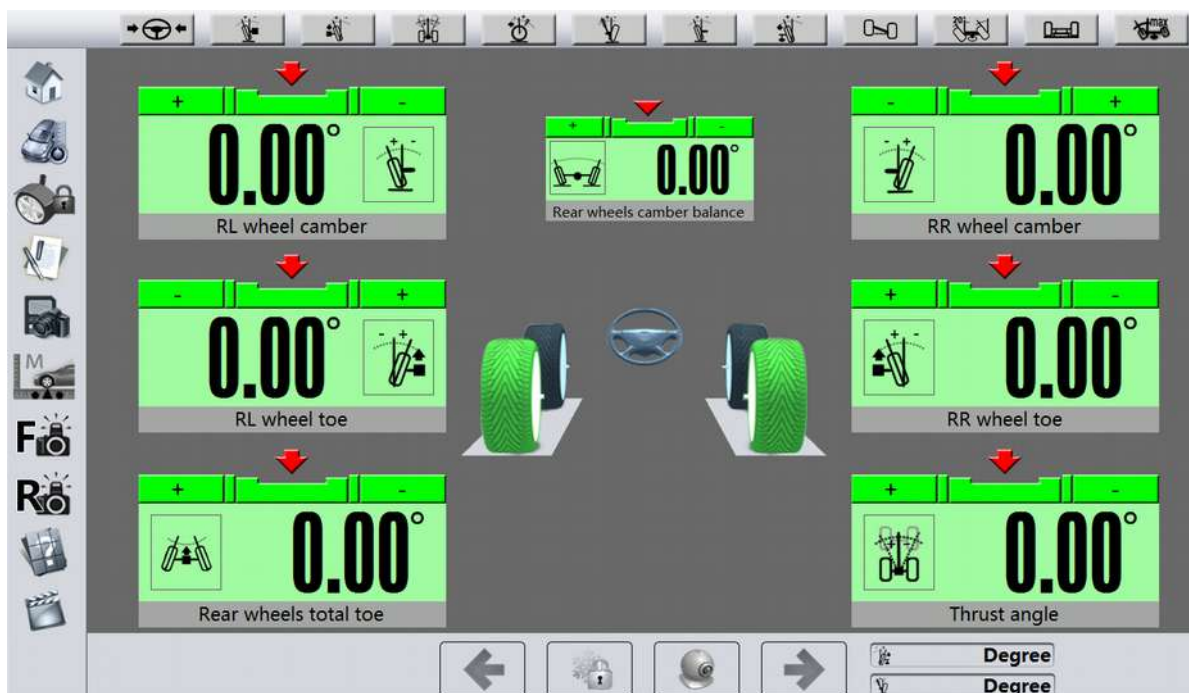 20°
max
+ -
- +
0.00°
+ -
RL wheel camber
+ -
0.00°
Rear wheels camber balance
0.00°
+ -
RR wheel camber
- +
+ -
0.00°
- +
RL wheel toe
0.00°
+ -
RR wheel toe
M
F
R
+ -
+ -
0.00°
Rear wheels total toe
0.00°
+ -
Thrust angle
Degree
Degree